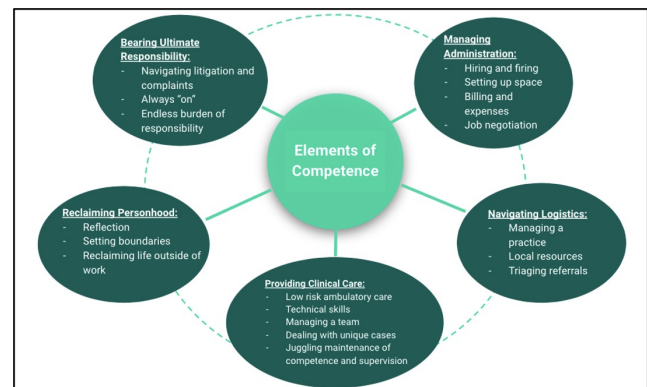 Bearing Ultimate
Responsibility:
- Navigating litigation and
complaints
- Always "on"
- Endless burden of
responsibility
Managing
Administration:
- Hiring and firing
- Setting up space
- Billing and
expenses
- Job negotiation
Elements of
Competence
Reclaiming Personhood:
- Reflection
- Setting boundaries
- Reclaiming life outside of
work
Navigating Logistics:
- Managing a
practice
- Local resources
- Triaging referrals
Providing Clinical Care:
- Low risk ambulatory care
- Technical skills
- Managing a team
- Dealing with unique cases
- Juggling maintenance of
competence and supervision